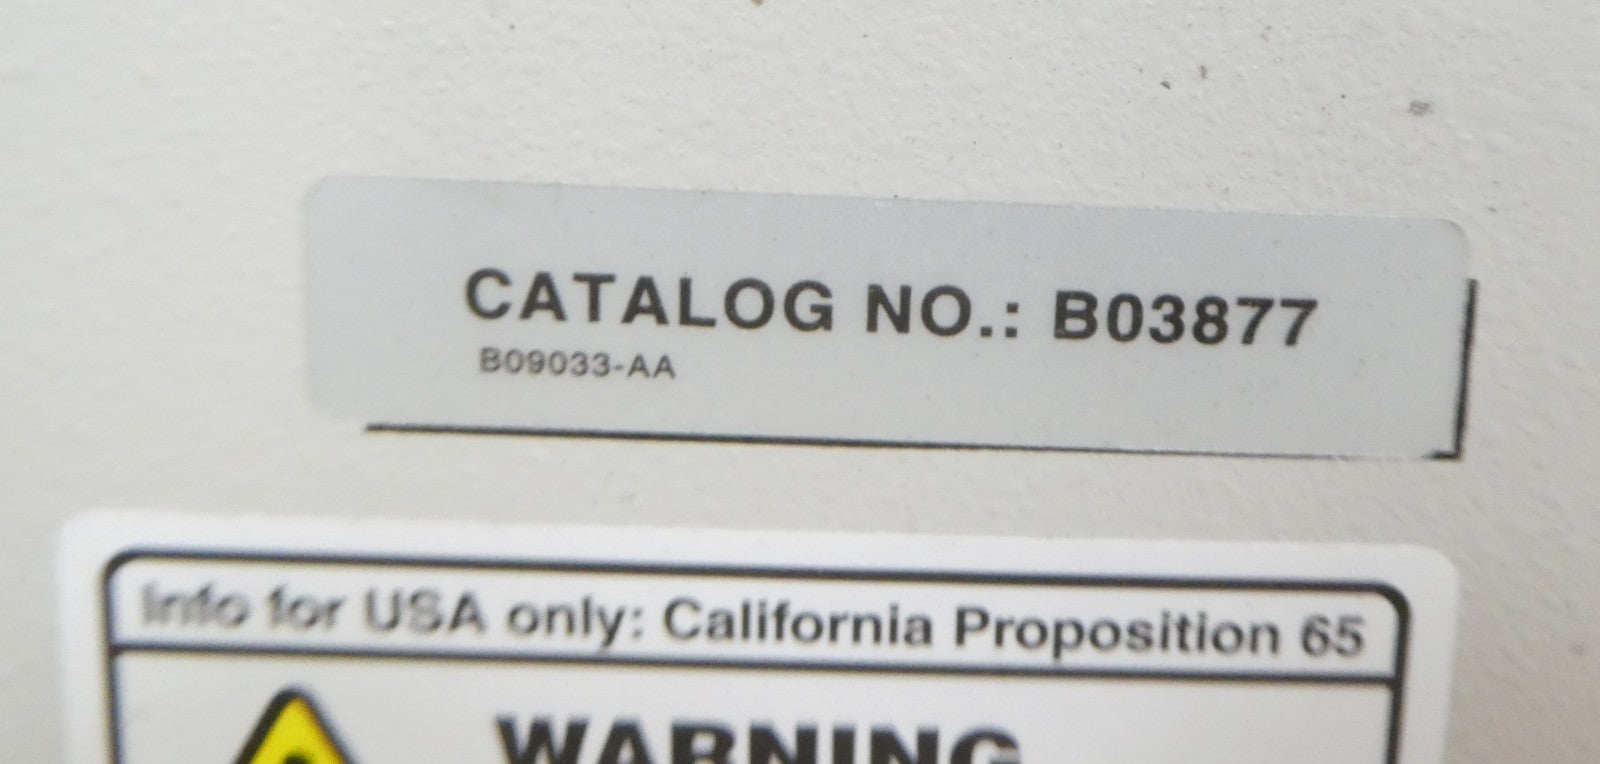 CATALOG NO.: B03877
B09033-AA
Info for USA only: California Proposition 65
WARNING